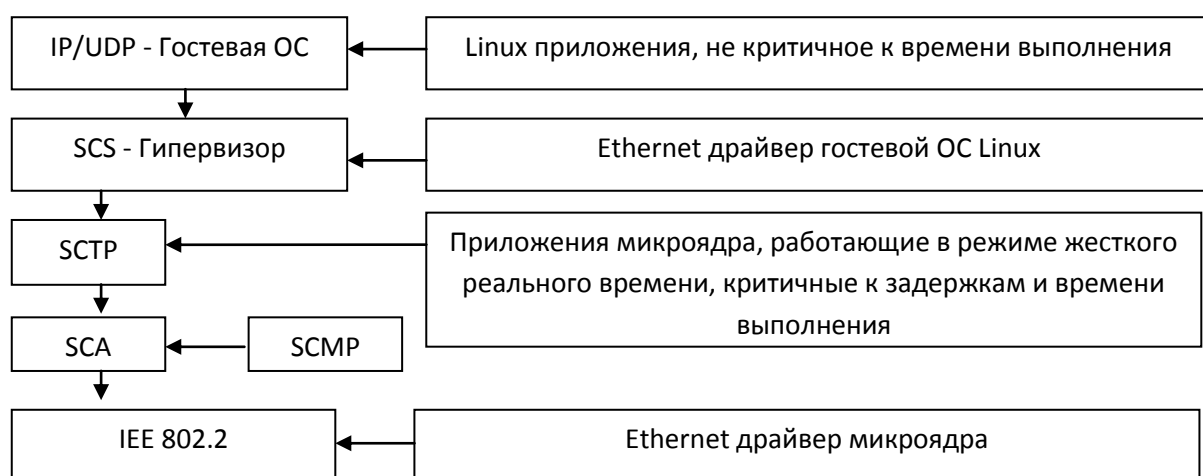 IP/UDP - Гостевая ОС
Linux приложения, не критичное к времени выполнения
SCS - Гипервизор
Ethernet драйвер гостевой ОС Linux
SCTP
Приложения микроядра, работающие в режиме жесткого
реального времени, критичные к задержкам и времени
выполнения
SCA
SCMP
IEE 802.2
Ethernet драйвер микроядра